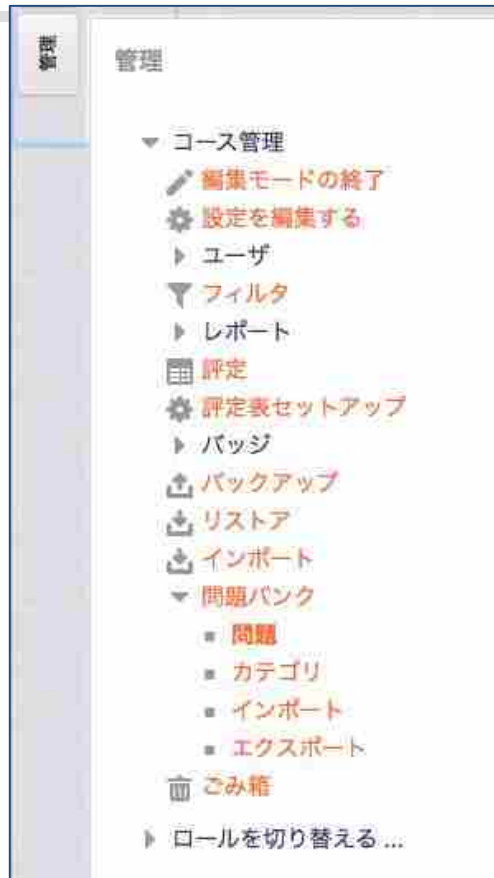 管理
管理
コース管理
編集モードの終了
設定を編集する
ユーザ
フィルタ
レポート
評定
評定表セットアップ
バッジ
バックアップ
リストア
インポート
問題バンク
問題
カテゴリ
インポート
エクスポート
ごみ箱
ロールを切り替える ...